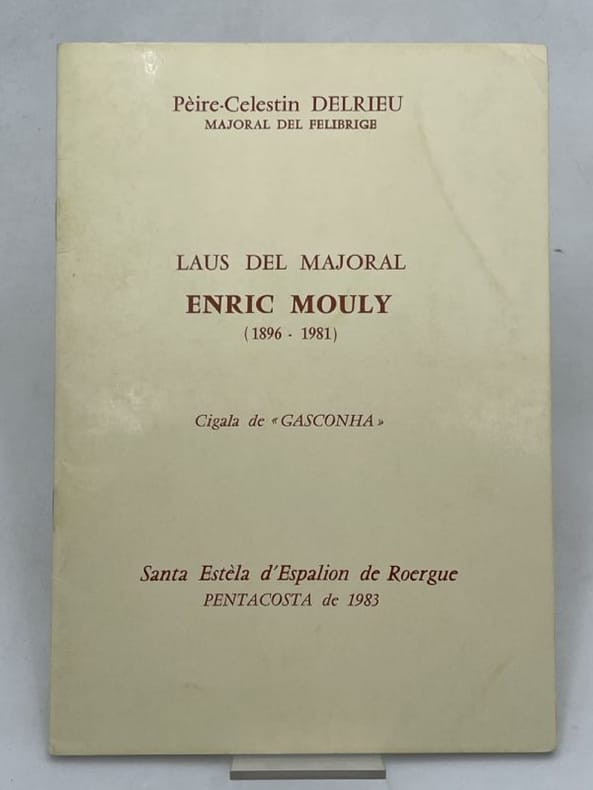 Pèire-Celestin DELRIEU
MAJORAL DEL FELIBRIGE
LAUS DEL MAJORAL
ENRIC MOULY
(1896 - 1981)
Cigala de « GASCONHA »
Santa Estèla d'Espalion de Roergue
PENTACOSTA de 1983